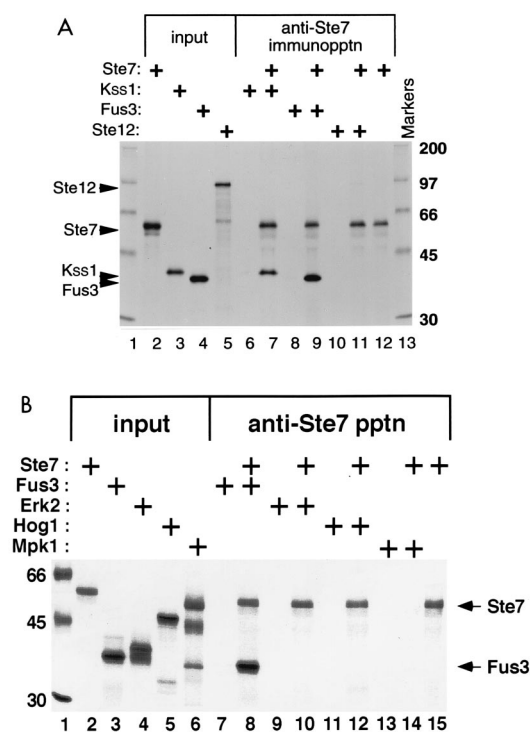 A
input
anti-Ste7
immunopptn
Ste7: + + + + +
Kss1: + + +
Fus3: + + +
Ste12: + + +
Markers
200
97
66
45
30
Ste12
Ste7
Kss1
Fus3
1 2 3 4 5 6 7 8 9 10 11 12 13
B
input
anti-Ste7 pptn
Ste7 : + + + + + +
Fus3 : + + +
Erk2 : + + +
Hog1 : + + +
Mpk1 : + + +
66
45
30
Ste7
Fus3
1 2 3 4 5 6 7 8 9 10 11 12 13 14 15